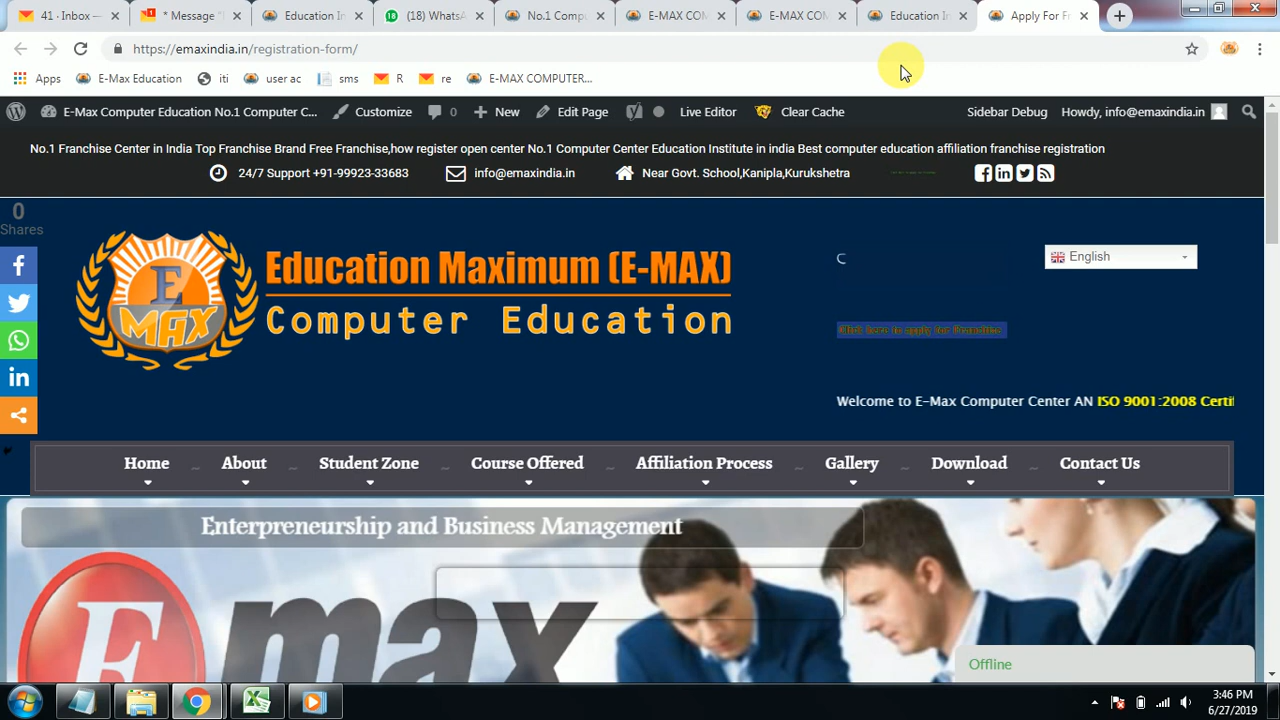 41 · Inbox —
* Message "
Education In
(18) WhatsA
No.1 Compu
E-MAX COM
E-MAX COM
Education In
Apply For Fr
https://emaxindia.in/registration-form/
Apps
E-Max Education
iti
user ac
sms
R
re
E-MAX COMPUTER...
E-Max Computer Education No.1 Computer C...
Customize
0
New
Edit Page
Live Editor
Clear Cache
Sidebar Debug
Howdy, info@emaxindia.in
No.1 Franchise Center in India Top Franchise Brand Free Franchise,how register open center No.1 Computer Center Education Institute in india Best computer education affiliation franchise registration
24/7 Support +91-99923-33683
info@emaxindia.in
Near Govt. School,Kanipla,Kurukshetra
0
Shares
E
MAX
Education Maximum (E-MAX)
Computer Education
C
English
Click here to apply for Franchise
Welcome to E-Max Computer Center AN ISO 9001:2008 Certi
Home
About
Student Zone
Course Offered
Affiliation Process
Gallery
Download
Contact Us
Enterpreneurship and Business Management
E max
Offline
3:46 PM
6/27/2019